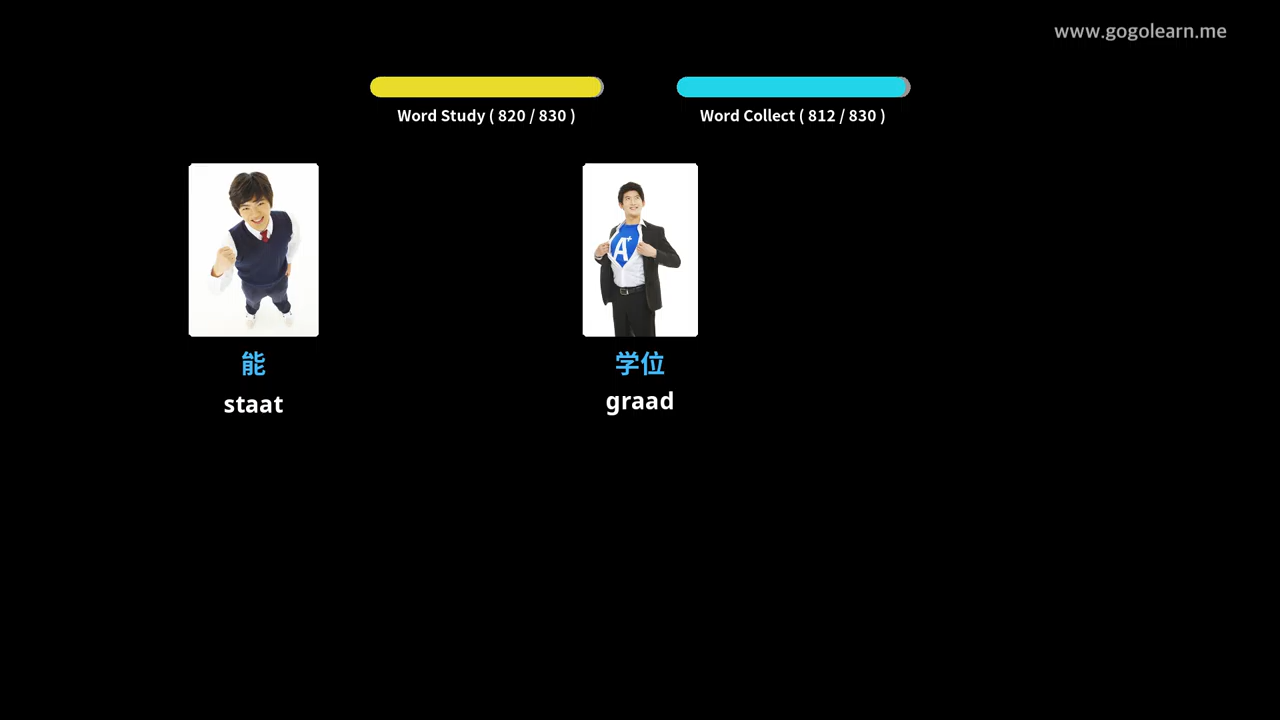 www.gogolearn.me
Word Study ( 820 / 830 )
Word Collect ( 812 / 830 )
A+
能
学位
staat
graad